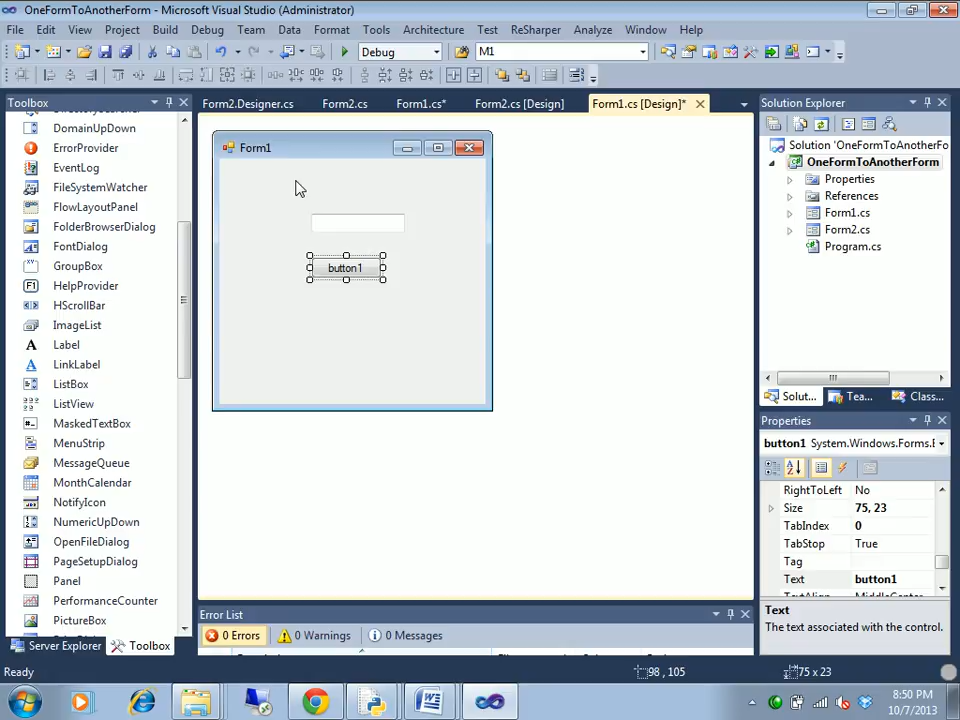 OneFormToAnotherForm - Microsoft Visual Studio (Administrator)
File Edit View Project Build Debug Team Data Format Tools Architecture Test ReSharper Analyze Window Help
Debug
M1
Toolbox
DomainUpDown
ErrorProvider
EventLog
FileSystemWatcher
FlowLayoutPanel
FolderBrowserDialog
FontDialog
GroupBox
HelpProvider
HScrollBar
ImageList
Label
LinkLabel
ListBox
ListView
MaskedTextBox
MenuStrip
MessageQueue
MonthCalendar
NotifyIcon
NumericUpDown
OpenFileDialog
PageSetupDialog
Panel
PerformanceCounter
PictureBox
Server Explorer Toolbox
Form2.Designer.cs Form2.cs Form1.cs* Form2.cs [Design] Form1.cs [Design]*
Form1
button1
Error List
0 Errors 0 Warnings 0 Messages
Solution Explorer
Solution 'OneFormToAnotherF
OneFormToAnotherForm
Properties
References
Form1.cs
Form2.cs
Program.cs
Solut... Tea... Class...
Properties
button1 System.Windows.Forms.B
RightToLeft No
Size 75, 23
TabIndex 0
TabStop True
Tag
Text button1
Text
The text associated with the control.
Ready
98 , 105
75 x 23
8:50 PM
10/7/2013